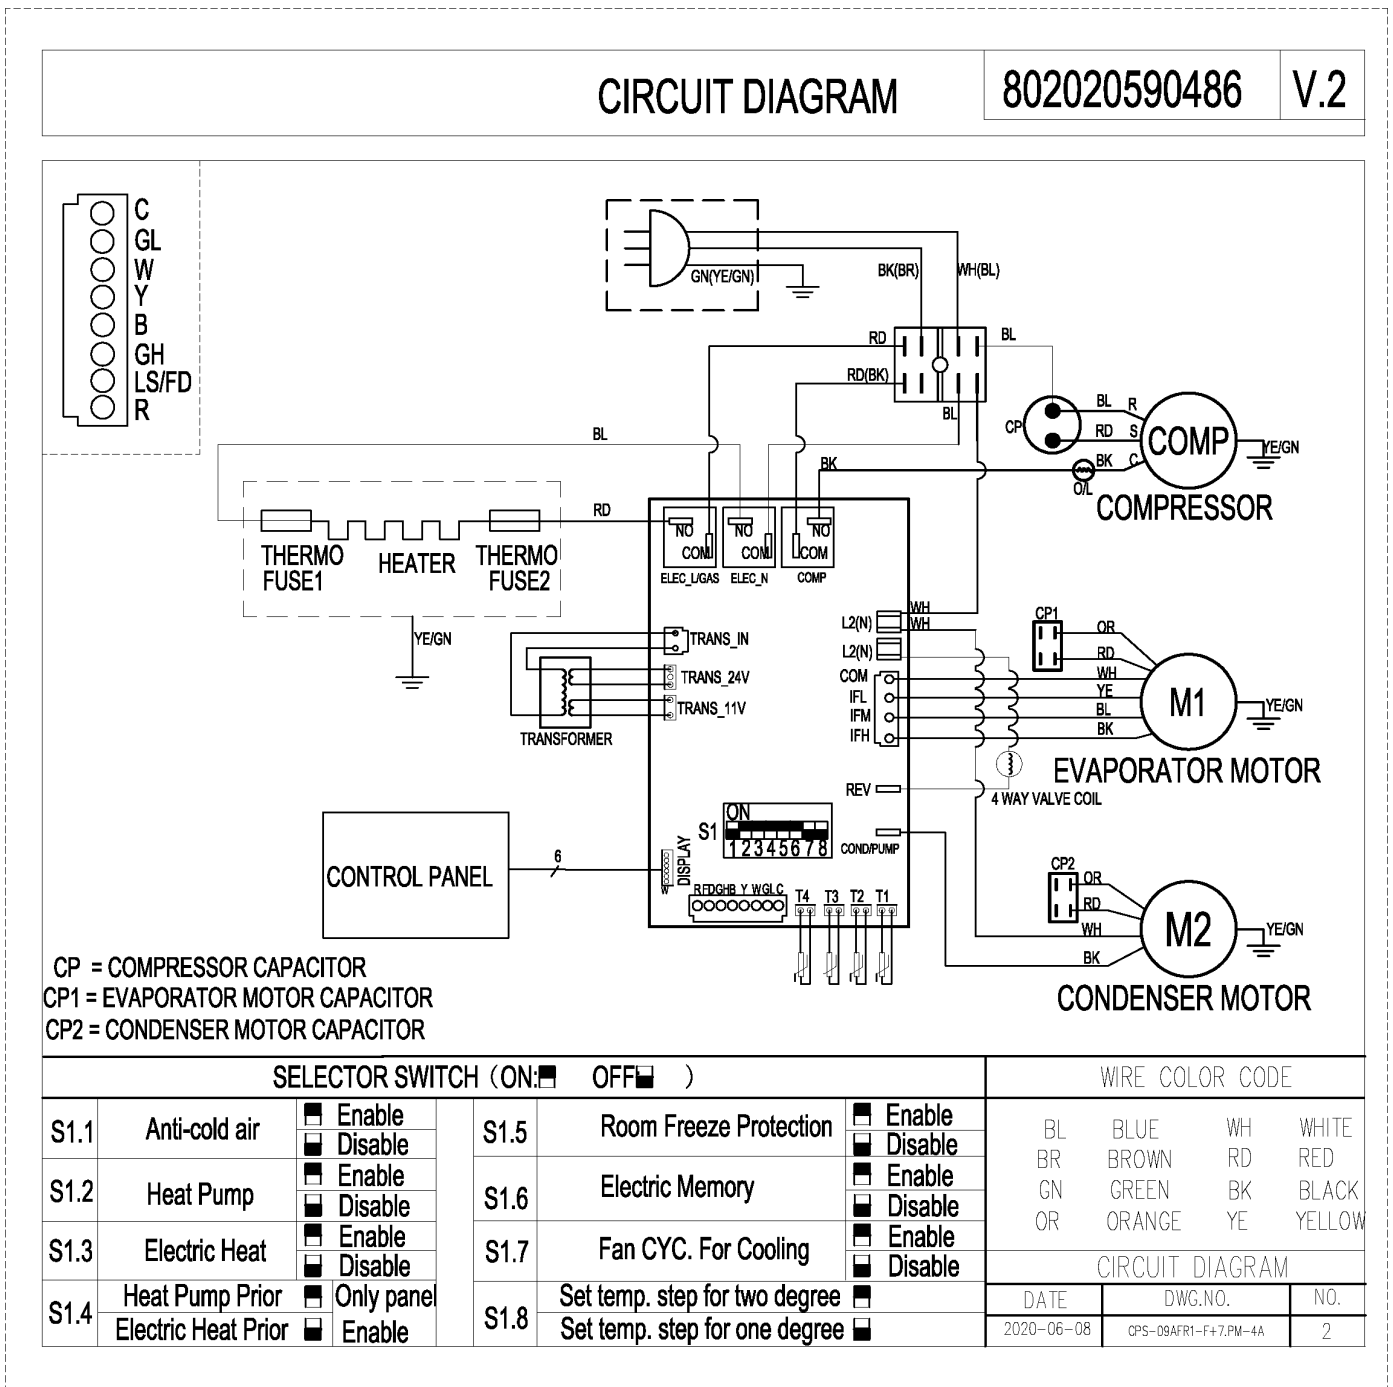 CIRCUIT DIAGRAM
802020590486
V.2
C
GL
W
Y
B
GH
LS/FD
R
GN(YE/GN)
BK(BR)
WH(BL)
RD
BL
RD(BK)
BL
CP
BL
R
RD
S
BK
C
COMP
YE/GN
O/L
COMPRESSOR
BL
BK
RD
THERMO
FUSE1
HEATER
THERMO
FUSE2
YE/GN
NO
COM
NO
COM
NO
COM
ELEC_L/GAS
ELEC_N
COMP
TRANS_IN
TRANS_24V
TRANS_11V
TRANSFORMER
L2(N)
WH
WH
L2(N)
COM
IFL
IFM
IFH
REV
COND/PUMP
CP1
OR
RD
WH
YE
BL
BK
M1
YE/GN
EVAPORATOR MOTOR
4 WAY VALVE COIL
S1
ON
12345678
CONTROL PANEL
6
DISPLAY
W
RFDGHB Y WGLC
T4
T3
T2
T1
CP2
OR
RD
WH
BK
M2
YE/GN
CONDENSER MOTOR
CP = COMPRESSOR CAPACITOR
CP1 = EVAPORATOR MOTOR CAPACITOR
CP2 = CONDENSER MOTOR CAPACITOR
SELECTOR SWITCH (ON: OFF )
S1.1 Anti-cold air Enable
Disable
S1.2 Heat Pump Enable
Disable
S1.3 Electric Heat Enable
Disable
S1.4 Heat Pump Prior Only panel
Electric Heat Prior Enable
S1.5 Room Freeze Protection Enable
Disable
S1.6 Electric Memory Enable
Disable
S1.7 Fan CYC. For Cooling Enable
Disable
S1.8 Set temp. step for two degree
Set temp. step for one degree
WIRE COLOR CODE
BL BLUE WH WHITE
BR BROWN RD RED
GN GREEN BK BLACK
OR ORANGE YE YELLOW
CIRCUIT DIAGRAM
DATE DWG.NO. NO.
2020-06-08 CPS-09AFR1-F+7.PM-4A 2